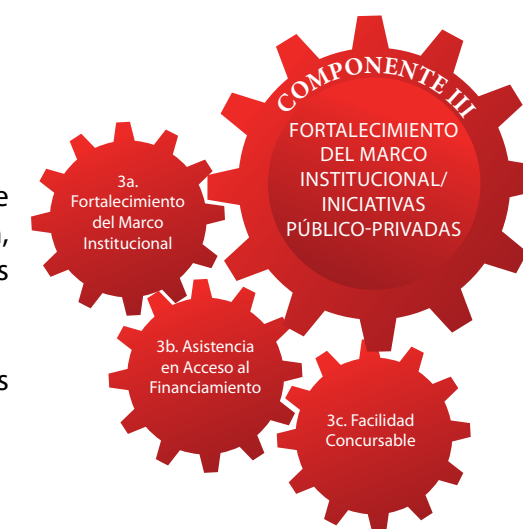 COMPONENTE III
FORTALECIMIENTO
DEL MARCO
INSTITUCIONAL/
INICIATIVAS
PÚBLICO-PRIVADAS
3a.
Fortalecimiento
del Marco
Institucional
3b. Asistencia
en Acceso al
Financiamiento
3c. Facilidad
Concursable